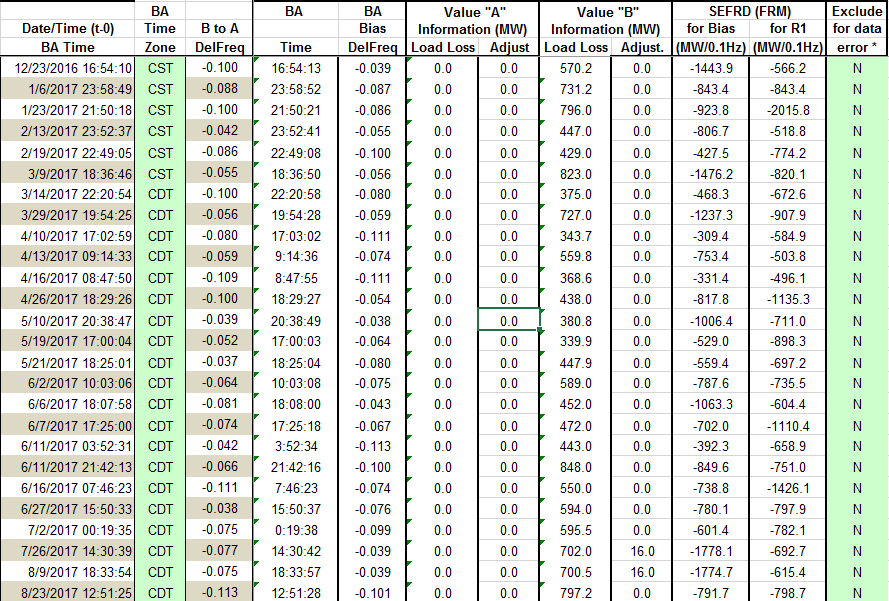 BA BA BA Value "A" Value "B" SEFRD (FRM) Exclude
Date/Time (t-0) Time B to A Bias Information (MW) Information (MW) for Bias for R1 for data
BA Time Zone DelFreq Time DelFreq Load Loss Adjust Load Loss Adjust. (MW/0.1Hz) (MW/0.1Hz) error *
12/23/2016 16:54:10 CST -0.100 16:54:13 -0.039 0.0 0.0 570.2 0.0 -1443.9 -566.2 N
1/6/2017 23:58:49 CST -0.088 23:58:52 -0.087 0.0 0.0 731.2 0.0 -843.4 -843.4 N
1/23/2017 21:50:18 CST -0.100 21:50:21 -0.086 0.0 0.0 796.0 0.0 -923.8 -2015.8 N
2/13/2017 23:52:37 CST -0.042 23:52:41 -0.055 0.0 0.0 447.0 0.0 -806.7 -518.8 N
2/19/2017 22:49:05 CST -0.086 22:49:08 -0.100 0.0 0.0 429.0 0.0 -427.5 -774.2 N
3/9/2017 18:36:46 CST -0.055 18:36:50 -0.056 0.0 0.0 823.0 0.0 -1476.2 -820.1 N
3/14/2017 22:20:54 CDT -0.100 22:20:58 -0.080 0.0 0.0 375.0 0.0 -468.3 -672.6 N
3/29/2017 19:54:25 CDT -0.056 19:54:28 -0.059 0.0 0.0 727.0 0.0 -1237.3 -907.9 N
4/10/2017 17:02:59 CDT -0.080 17:03:02 -0.111 0.0 0.0 343.7 0.0 -309.4 -584.9 N
4/13/2017 09:14:33 CDT -0.059 9:14:36 -0.074 0.0 0.0 559.8 0.0 -753.4 -503.8 N
4/16/2017 08:47:50 CDT -0.109 8:47:55 -0.111 0.0 0.0 368.6 0.0 -331.4 -496.1 N
4/26/2017 18:29:26 CDT -0.100 18:29:27 -0.054 0.0 0.0 438.0 0.0 -817.8 -1135.3 N
5/10/2017 20:38:47 CDT -0.039 20:38:49 -0.038 0.0 0.0 380.8 0.0 -1006.4 -711.0 N
5/19/2017 17:00:04 CDT -0.052 17:00:03 -0.064 0.0 0.0 339.9 0.0 -529.0 -898.3 N
5/21/2017 18:25:01 CDT -0.037 18:25:04 -0.080 0.0 0.0 447.9 0.0 -559.4 -697.2 N
6/2/2017 10:03:06 CDT -0.064 10:03:08 -0.075 0.0 0.0 589.0 0.0 -787.6 -735.5 N
6/6/2017 18:07:58 CDT -0.081 18:08:00 -0.043 0.0 0.0 452.0 0.0 -1063.3 -604.4 N
6/7/2017 17:25:00 CDT -0.074 17:25:18 -0.067 0.0 0.0 472.0 0.0 -702.0 -1110.4 N
6/11/2017 03:52:31 CDT -0.042 3:52:34 -0.113 0.0 0.0 443.0 0.0 -392.3 -658.9 N
6/11/2017 21:42:13 CDT -0.066 21:42:16 -0.100 0.0 0.0 848.0 0.0 -849.6 -751.0 N
6/16/2017 07:46:23 CDT -0.111 7:46:23 -0.074 0.0 0.0 550.0 0.0 -738.8 -1426.1 N
6/27/2017 15:50:33 CDT -0.038 15:50:37 -0.076 0.0 0.0 594.0 0.0 -780.1 -797.9 N
7/2/2017 00:19:35 CDT -0.075 0:19:38 -0.099 0.0 0.0 595.5 0.0 -601.4 -782.1 N
7/26/2017 14:30:39 CDT -0.077 14:30:42 -0.039 0.0 0.0 702.0 16.0 -1778.1 -692.7 N
8/9/2017 18:33:54 CDT -0.075 18:33:57 -0.039 0.0 0.0 700.5 16.0 -1774.7 -615.4 N
8/23/2017 12:51:25 CDT -0.113 12:51:28 -0.101 0.0 0.0 797.2 0.0 -791.7 -798.7 N